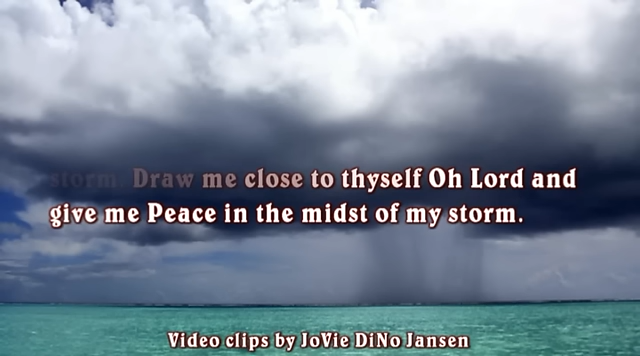 storm. Draw me close to thyself Oh Lord and
give me Peace in the midst of my storm.
Video clips by JoVie DiNo Jansen